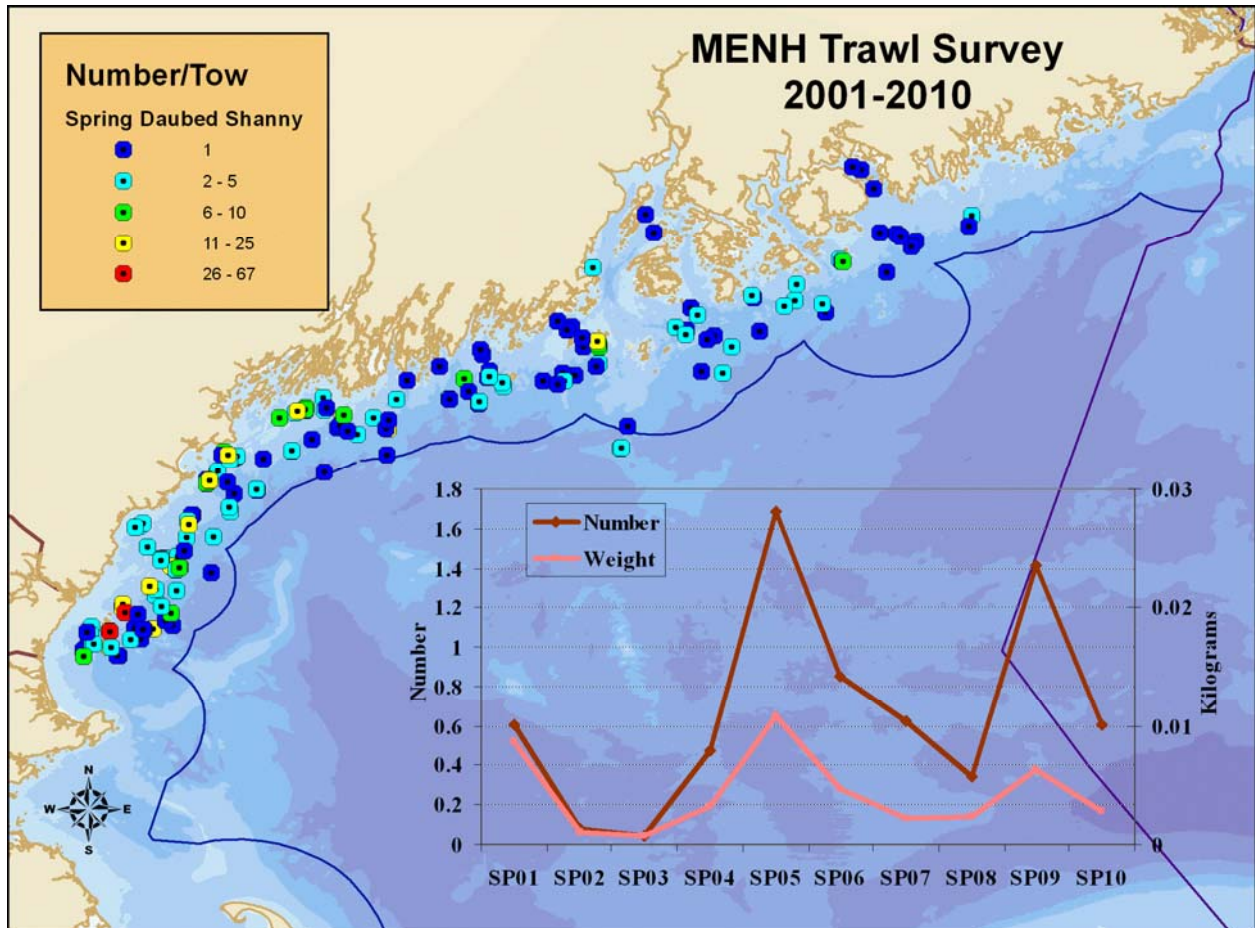 MENH Trawl Survey
2001-2010
Number/Tow
Spring Daubed Shanny
1
2 - 5
6 - 10
11 - 25
26 - 67
N
W E
S
Number
Weight
1.8
1.6
1.4
1.2
1
0.8
0.6
0.4
0.2
0
Number
0.03
0.02
0.01
0
Kilograms
SP01 SP02 SP03 SP04 SP05 SP06 SP07 SP08 SP09 SP10